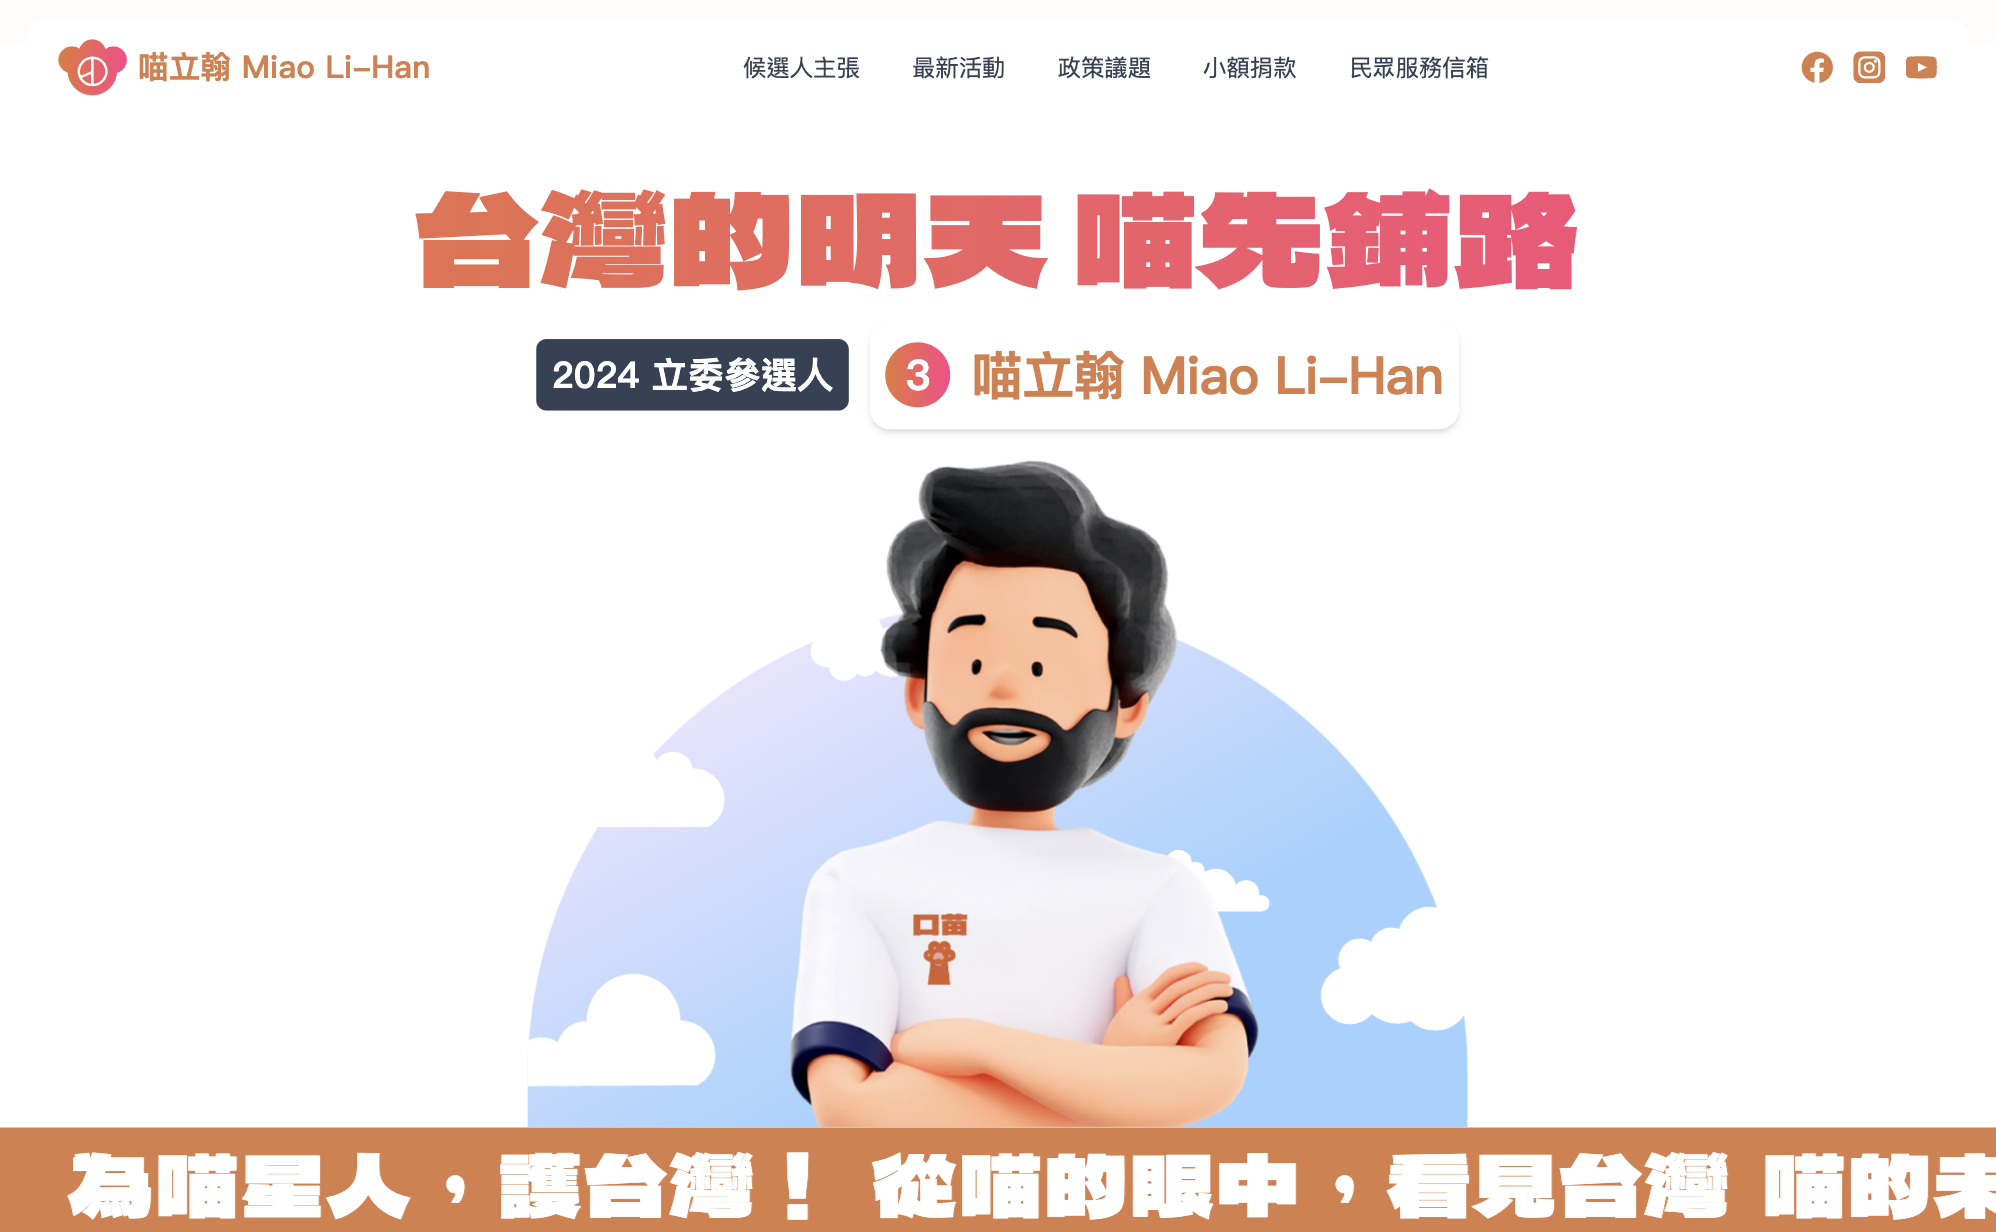 喵立翰 Miao Li-Han
候選人主張
最新活動
政策議題
小額捐款
民眾服務信箱
台灣的明天 喵先鋪路
2024 立委參選人
3 喵立翰 Miao Li-Han
口苗
為喵星人，護台灣！ 從喵的眼中，看見台灣 喵的未